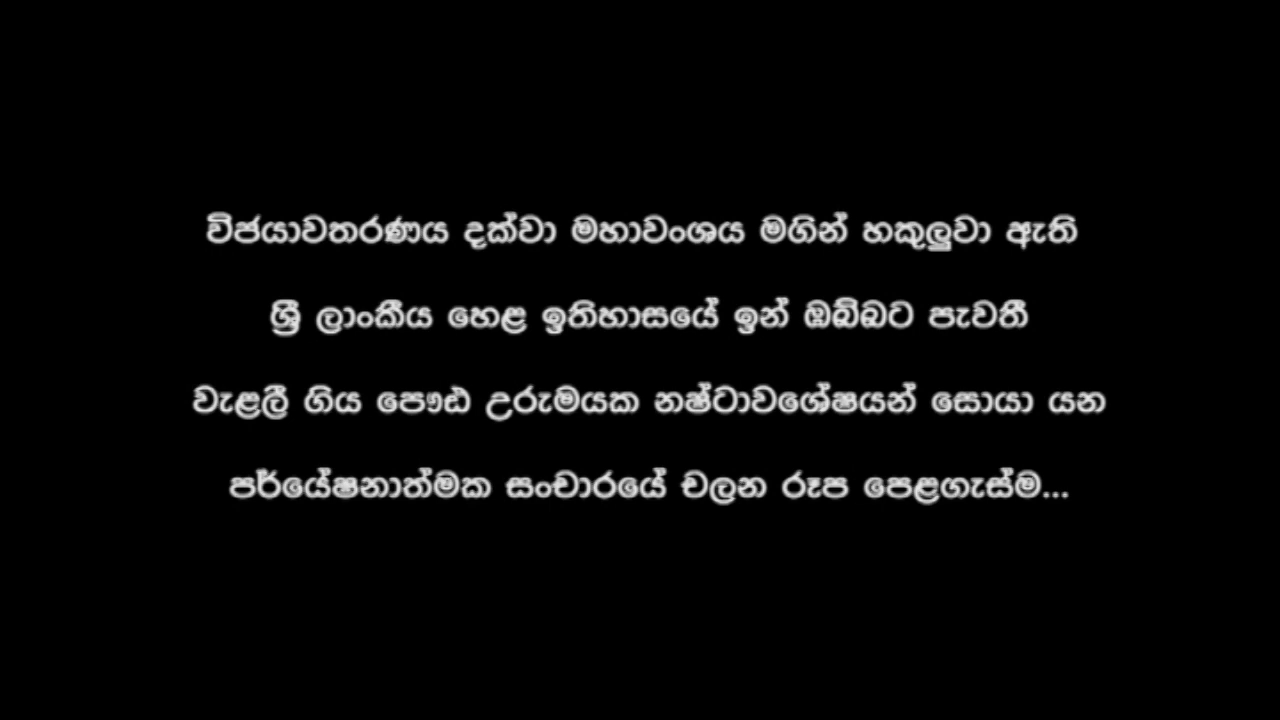 විජයාවතරණය දක්වා මහාවංශය මගින් හකුලුවා ඇති
ශ්‍රී ලාංකීය හෙළ ඉතිහාසයේ ඉන් ඔබ්බට පැවතී
වැළලී ගිය පෞඪ උරුමයක නෂ්ටාවශේෂයන් සොයා යන
පර්යේෂනාත්මක සංචාරයේ චලන රූප පෙළගැස්ම...